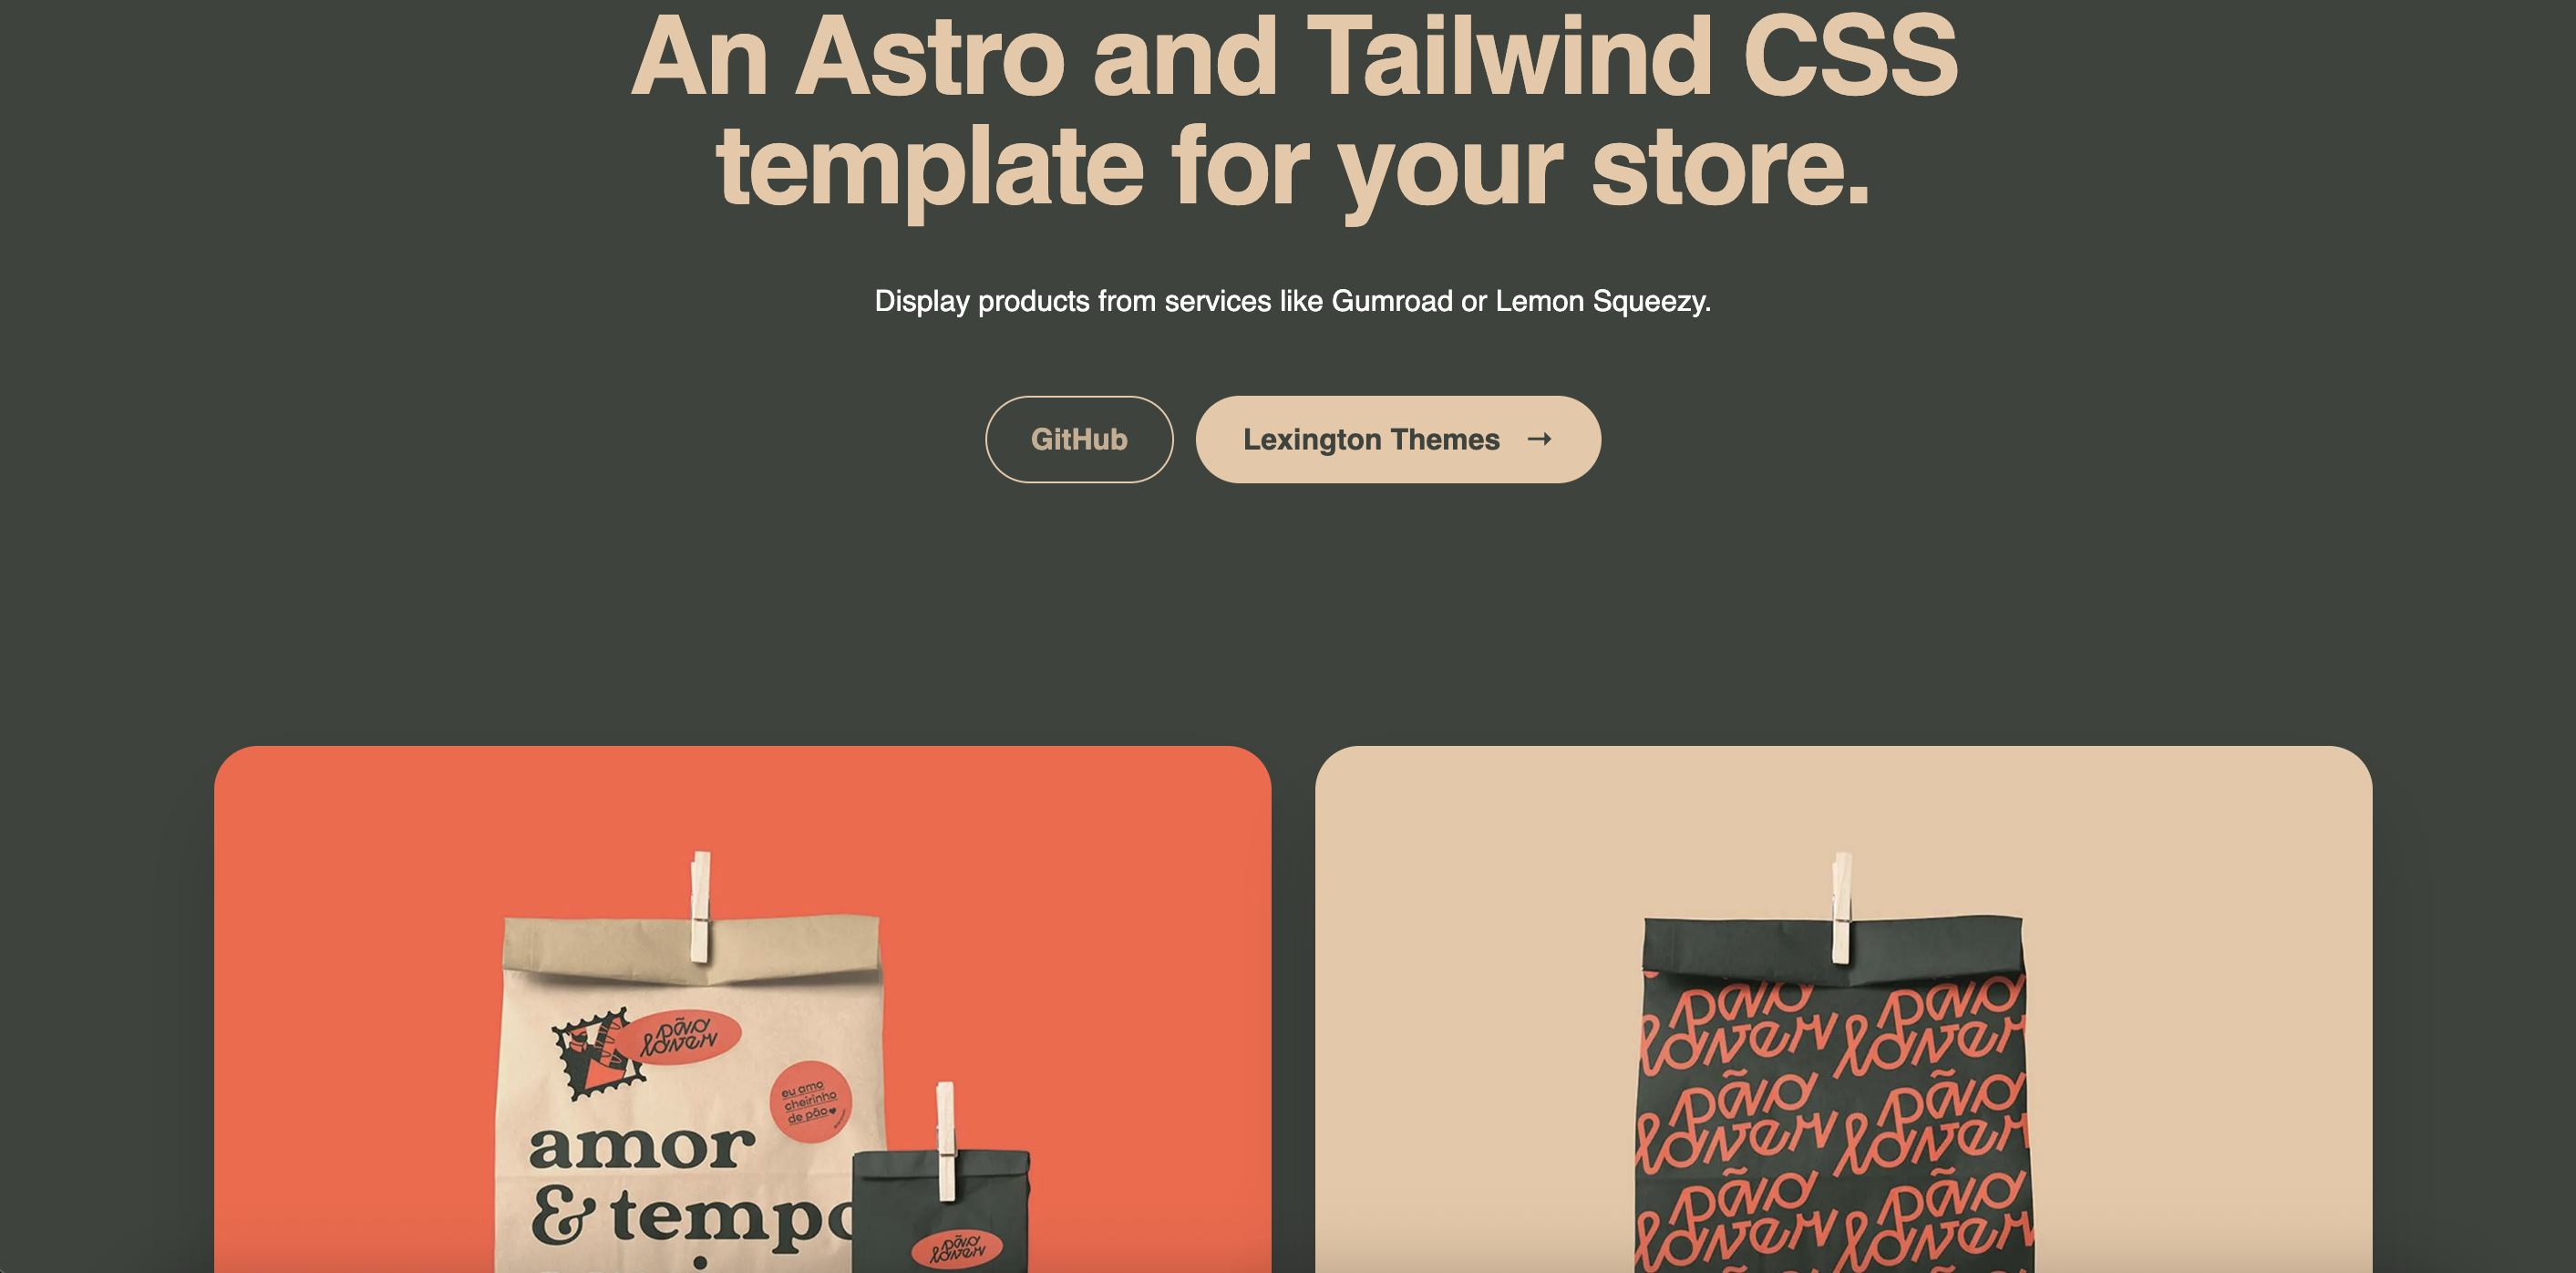 An Astro and Tailwind CSS
template for your store.
Display products from services like Gumroad or Lemon Squeezy.
GitHub
Lexington Themes →
pão
lover
eu amo
cheirinho
de pão
amor
& tempo
pão
lover
pão pão
lover lover
pão pão
lover lover
pão pão
lover lover